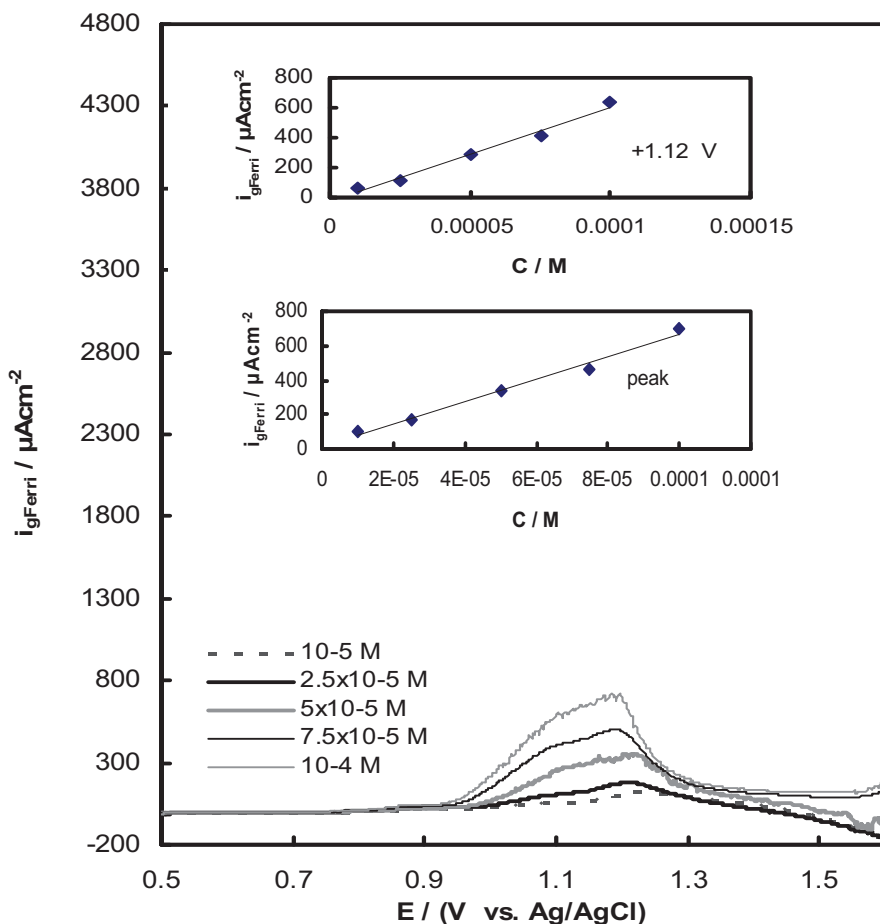 4800
4300
3800
3300
2800
2300
1800
1300
800
300
-200
i_gFerri / µAcm⁻²
800
600
400
200
0
i_gFerri / µAcm⁻²
+1.12 V
0 0.00005 0.0001 0.00015
C / M
800
600
400
200
0
i_gFerri / µAcm⁻²
peak
0 2E-05 4E-05 6E-05 8E-05 0.0001 0.0001
C / M
10-5 M
2.5x10-5 M
5x10-5 M
7.5x10-5 M
10-4 M
0.5 0.7 0.9 1.1 1.3 1.5
E / (V vs. Ag/AgCl)